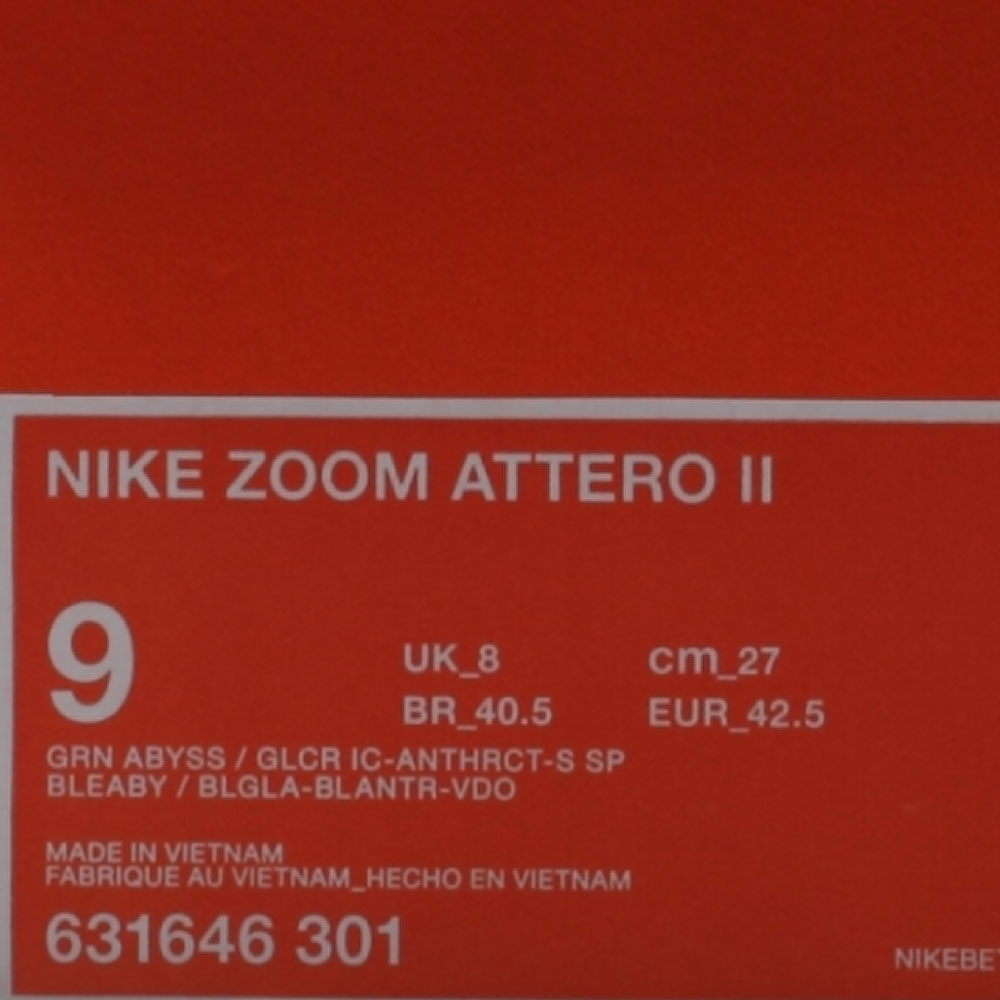 NIKE ZOOM ATTERO II
9
UK_8 cm_27
BR_40.5 EUR_42.5
GRN ABYSS / GLCR IC-ANTHRCT-S SP
BLEABY / BLGLA-BLANTR-VDO
MADE IN VIETNAM
FABRIQUE AU VIETNAM_HECHO EN VIETNAM
631646 301